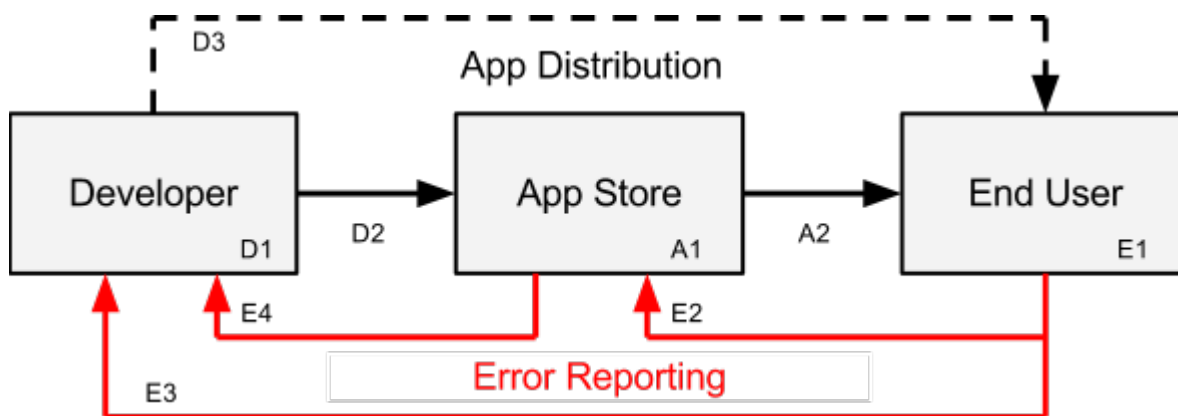 D3
App Distribution
Developer
App Store
End User
D2
A2
D1
A1
E1
E4
E2
Error Reporting
E3